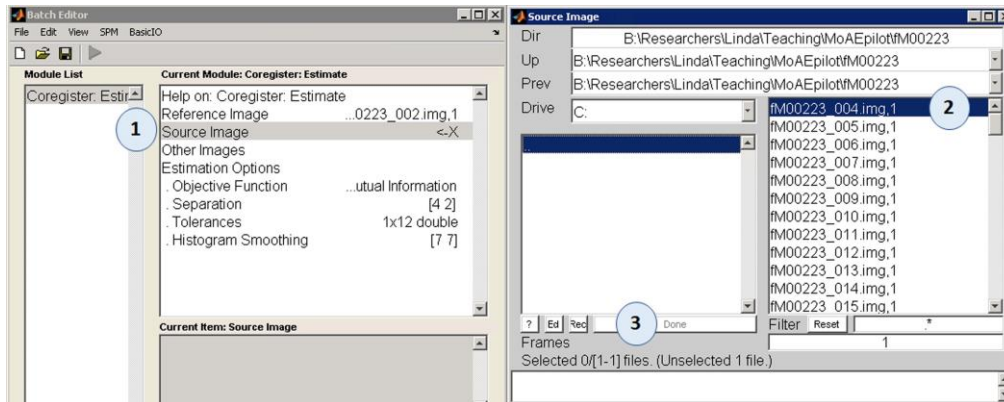 Batch Editor
File Edit View SPM BasicIO
Module List
Coregister: Estir
Current Module: Coregister: Estimate
Help on: Coregister: Estimate
Reference Image ...0223_002.img,1
Source Image <-X
Other Images
Estimation Options
. Objective Function ...utual Information
. Separation [4 2]
. Tolerances 1x12 double
. Histogram Smoothing [7 7]
Current Item: Source Image
1
Source Image
Dir B:\Researchers\Linda\Teaching\MoAEpilot\fM00223
Up B:\Researchers\Linda\Teaching\MoAEpilot\fM00223
Prev B:\Researchers\Linda\Teaching\MoAEpilot\fM00223
Drive C:
..
fM00223_004.img,1
2
fM00223_005.img,1
fM00223_006.img,1
fM00223_007.img,1
fM00223_008.img,1
fM00223_009.img,1
fM00223_010.img,1
fM00223_011.img,1
fM00223_012.img,1
fM00223_013.img,1
fM00223_014.img,1
fM00223_015.img,1
? Ed Rec 3 Done
Filter Reset .*
Frames 1
Selected 0/[1-1] files. (Unselected 1 file.)